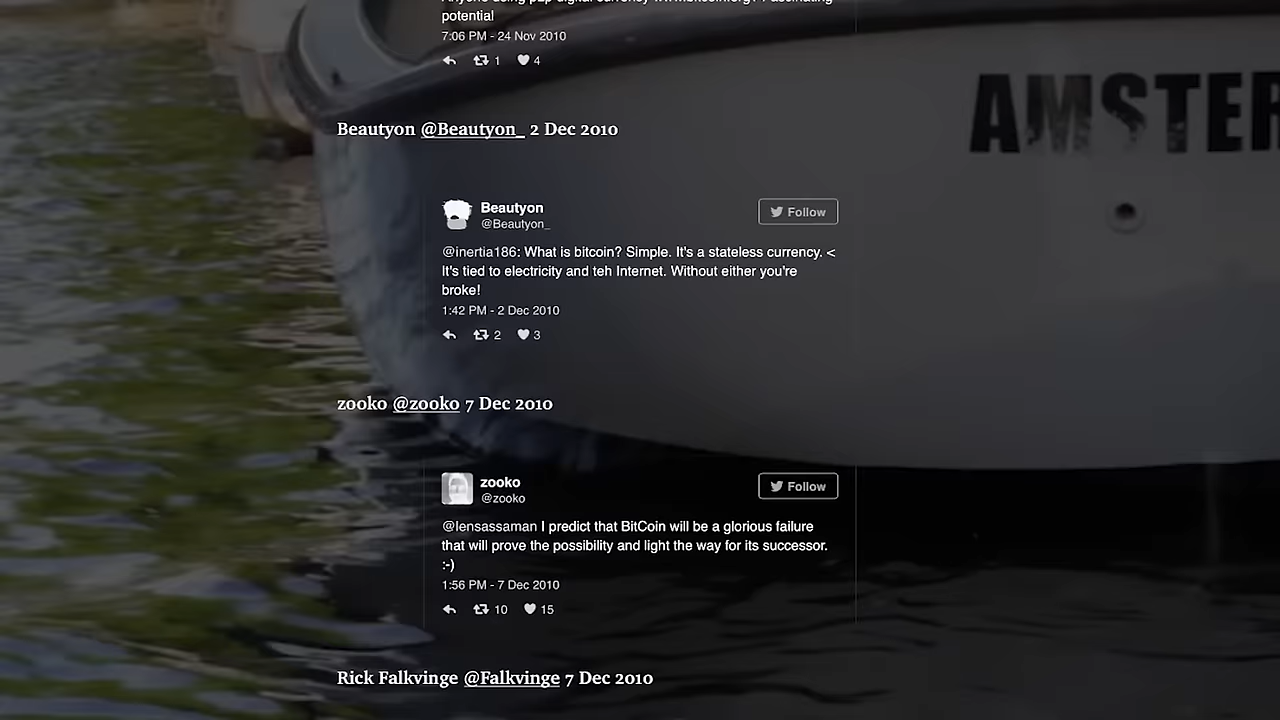 potential
7:06 PM - 24 Nov 2010
1 4
AMSTER
Beautyon @Beautyon_ 2 Dec 2010
Beautyon
@Beautyon_
Follow
@inertia186: What is bitcoin? Simple. It's a stateless currency. <
It's tied to electricity and teh Internet. Without either you're
broke!
1:42 PM - 2 Dec 2010
2 3
zooko @zooko 7 Dec 2010
zooko
@zooko
Follow
@lensassaman I predict that BitCoin will be a glorious failure
that will prove the possibility and light the way for its successor.
:-)
1:56 PM - 7 Dec 2010
10 15
Rick Falkvinge @Falkvinge 7 Dec 2010